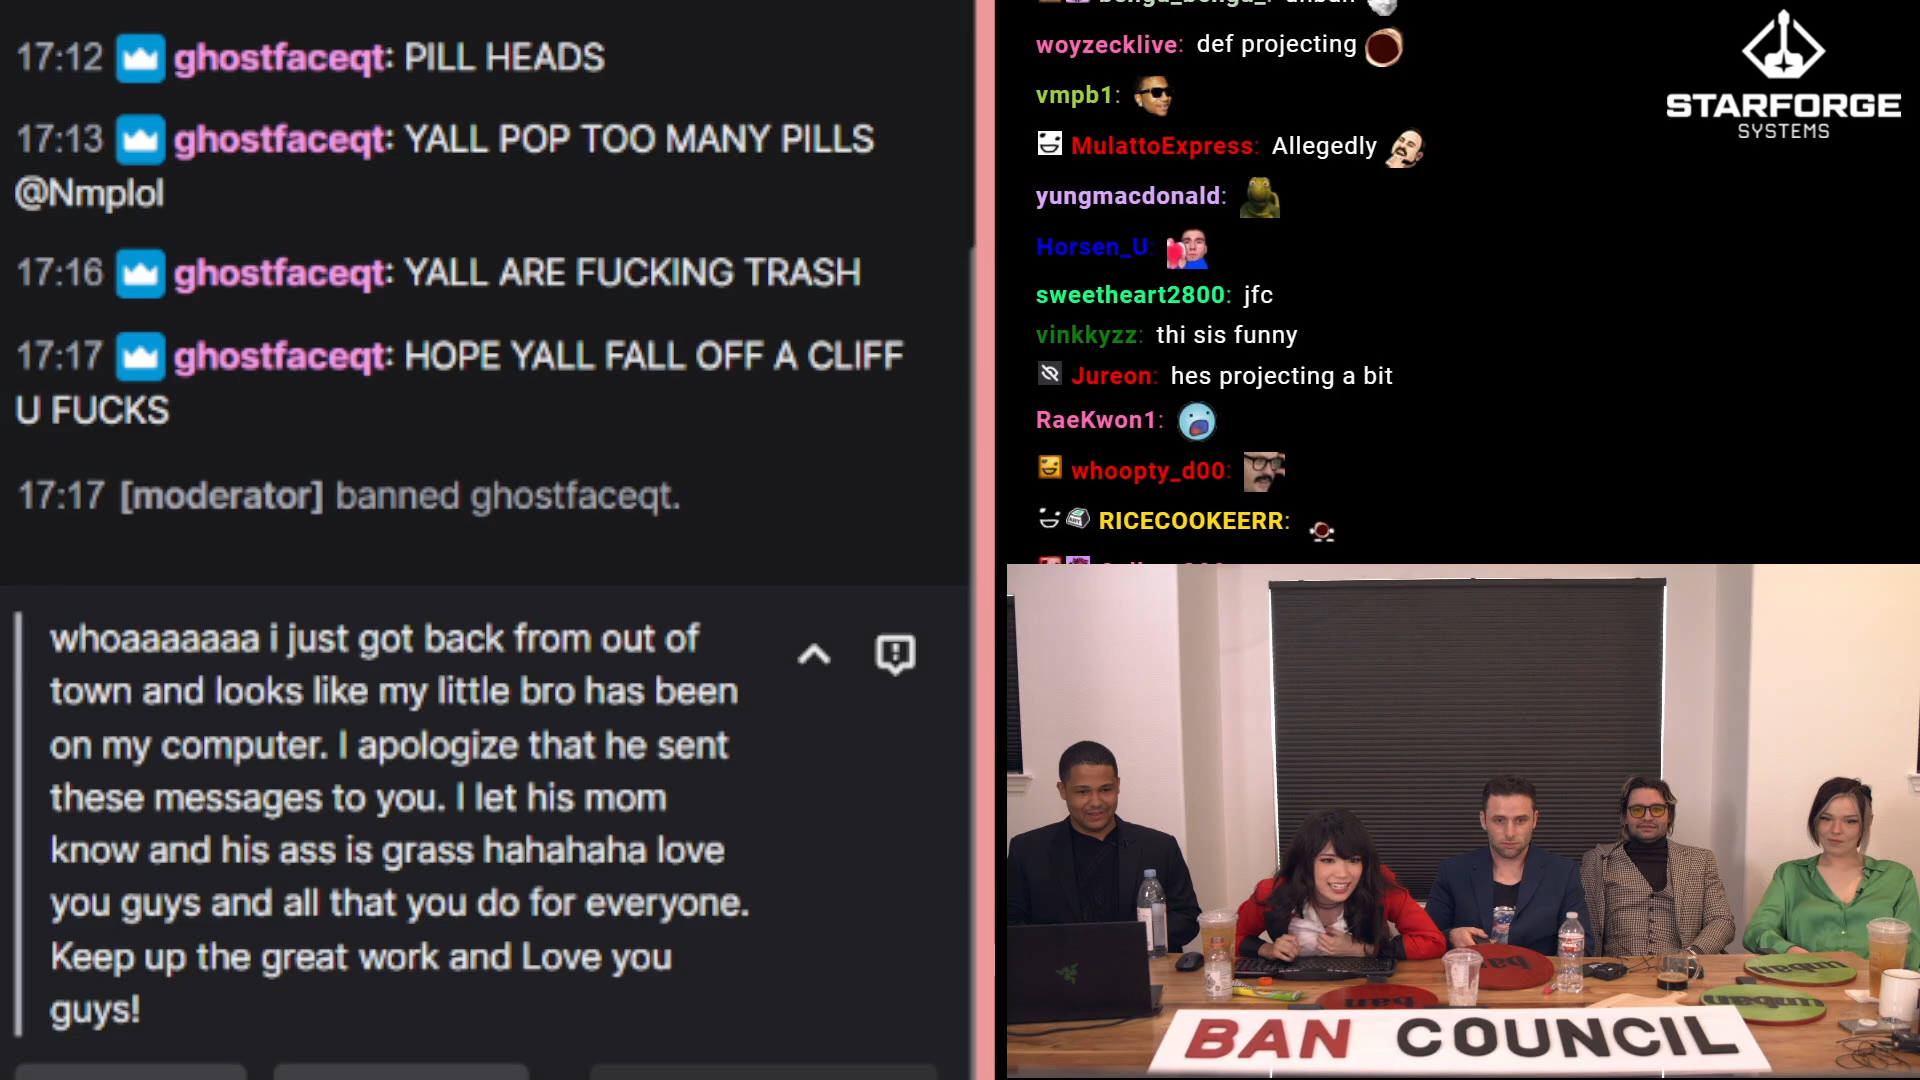 17:12 ghostfaceqt: PILL HEADS
17:13 ghostfaceqt: YALL POP TOO MANY PILLS
@Nmplol
17:16 ghostfaceqt: YALL ARE FUCKING TRASH
17:17 ghostfaceqt: HOPE YALL FALL OFF A CLIFF
U FUCKS
17:17 [moderator] banned ghostfaceqt.
whoaaaaaaa i just got back from out of
town and looks like my little bro has been
on my computer. I apologize that he sent
these messages to you. I let his mom
know and his ass is grass hahahaha love
you guys and all that you do for everyone.
Keep up the great work and Love you
guys!
woyzecklive: def projecting
vmpb1:
MulattoExpress: Allegedly
yungmacdonald:
Horsen_U:
sweetheart2800: jfc
vinkkyzz: thi sis funny
Jureon: hes projecting a bit
RaeKwon1:
whoopty_d00:
RICECOOKEERR:
STARFORGE
SYSTEMS
ban
ban
unban
unban
BAN COUNCIL